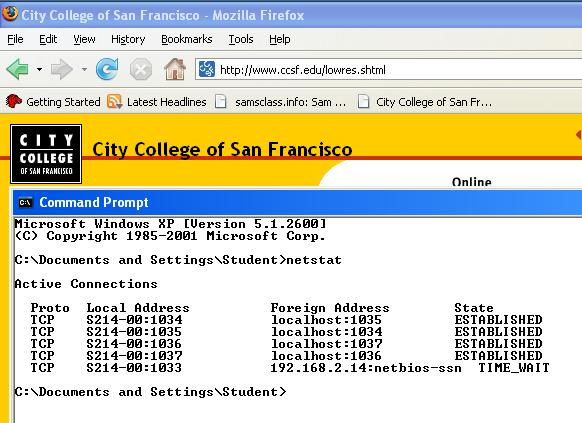 City College of San Francisco - Mozilla Firefox
File Edit View History Bookmarks Tools Help
http://www.ccsf.edu/lowres.shtml
Getting Started Latest Headlines samsclass.info: Sam ... City College of San Fr...
CITY
COLLEGE
OF SAN FRANCISCO
City College of San Francisco
Online
Command Prompt
Microsoft Windows XP [Version 5.1.2600]
(C) Copyright 1985-2001 Microsoft Corp.
C:\Documents and Settings\Student>netstat
Active Connections
Proto Local Address Foreign Address State
TCP S214-00:1034 localhost:1035 ESTABLISHED
TCP S214-00:1035 localhost:1034 ESTABLISHED
TCP S214-00:1036 localhost:1037 ESTABLISHED
TCP S214-00:1037 localhost:1036 ESTABLISHED
TCP S214-00:1033 192.168.2.14:netbios-ssn TIME_WAIT
C:\Documents and Settings\Student>